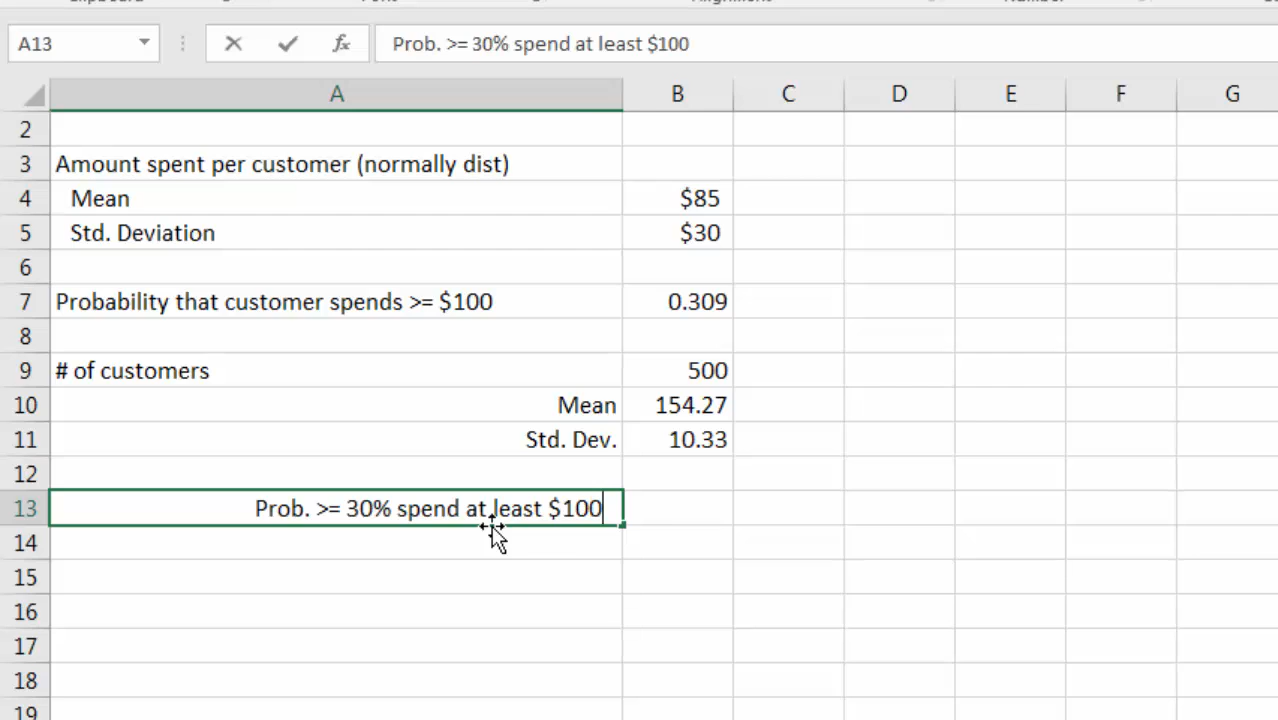 A13 fx Prob. >= 30% spend at least $100
A B C D E F G
2
3 Amount spent per customer (normally dist)
4 Mean $85
5 Std. Deviation $30
6
7 Probability that customer spends >= $100 0.309
8
9 # of customers 500
10 Mean 154.27
11 Std. Dev. 10.33
12
13 Prob. >= 30% spend at least $100
14
15
16
17
18
19